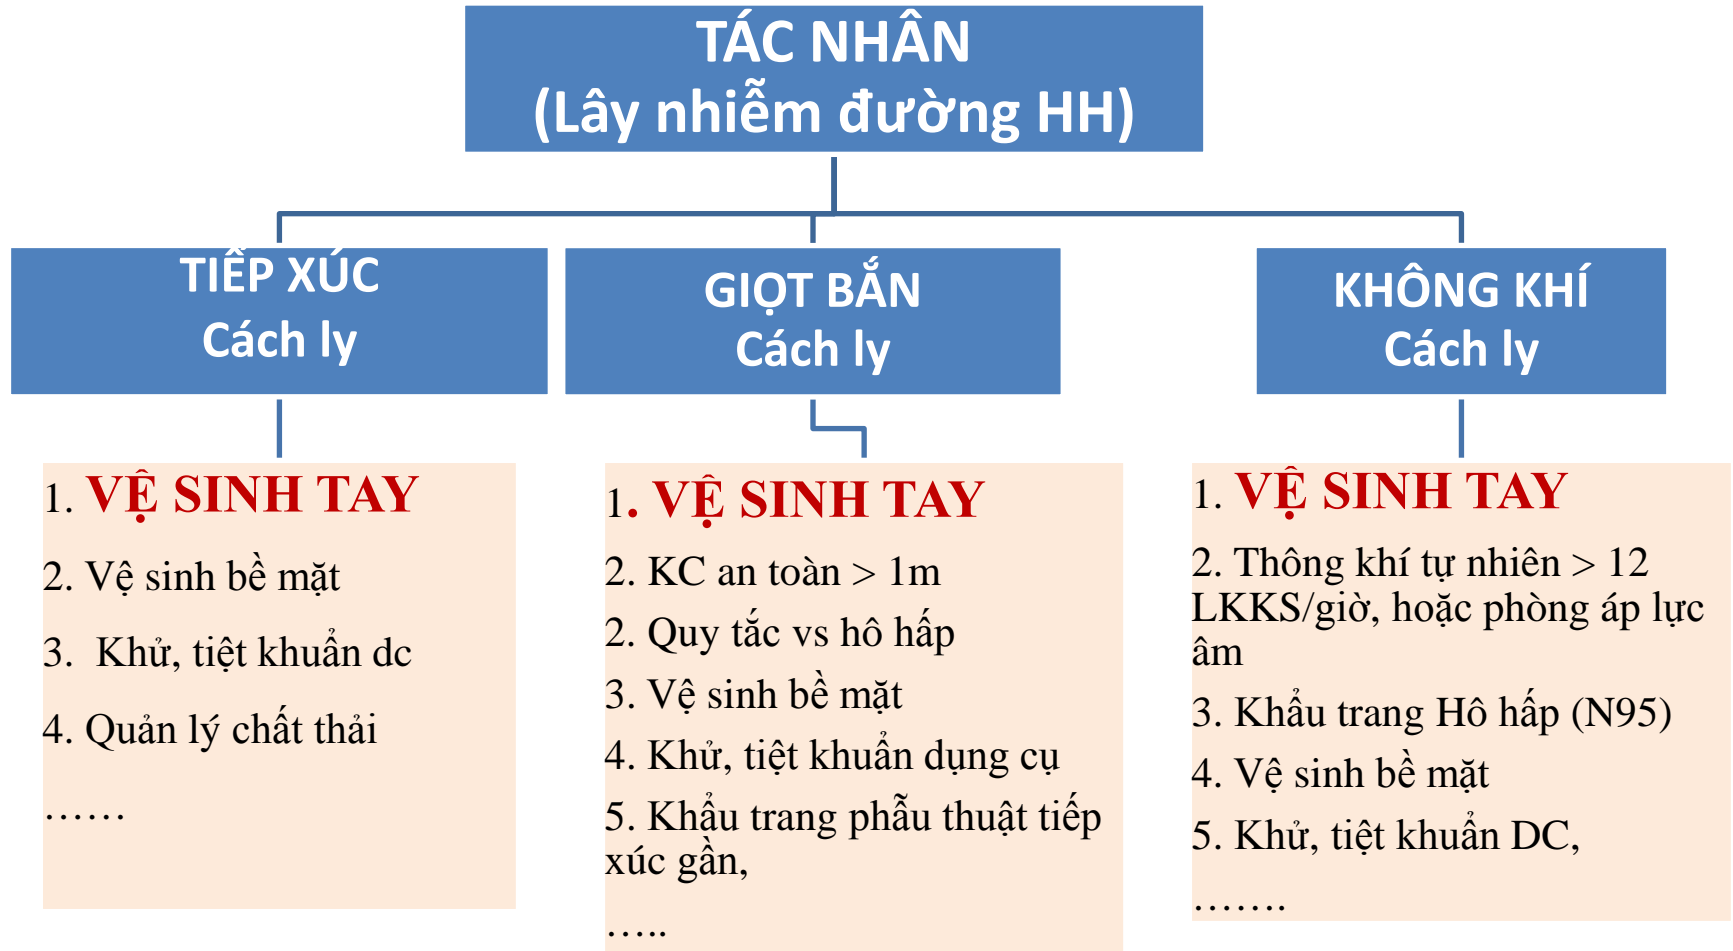 TÁC NHÂN
(Lây nhiễm đường HH)
TIẾP XÚC
Cách ly
GIỌT BẮN
Cách ly
KHÔNG KHÍ
Cách ly
1. VỆ SINH TAY
2. Vệ sinh bề mặt
3. Khử, tiệt khuẩn dc
4. Quản lý chất thải
……
1. VỆ SINH TAY
2. KC an toàn > 1m
2. Quy tắc vs hô hấp
3. Vệ sinh bề mặt
4. Khử, tiệt khuẩn dụng cụ
5. Khẩu trang phẫu thuật tiếp
xúc gần,
…..
1. VỆ SINH TAY
2. Thông khí tự nhiên > 12
LKKS/giờ, hoặc phòng áp lực
âm
3. Khẩu trang Hô hấp (N95)
4. Vệ sinh bề mặt
5. Khử, tiệt khuẩn DC,
…….